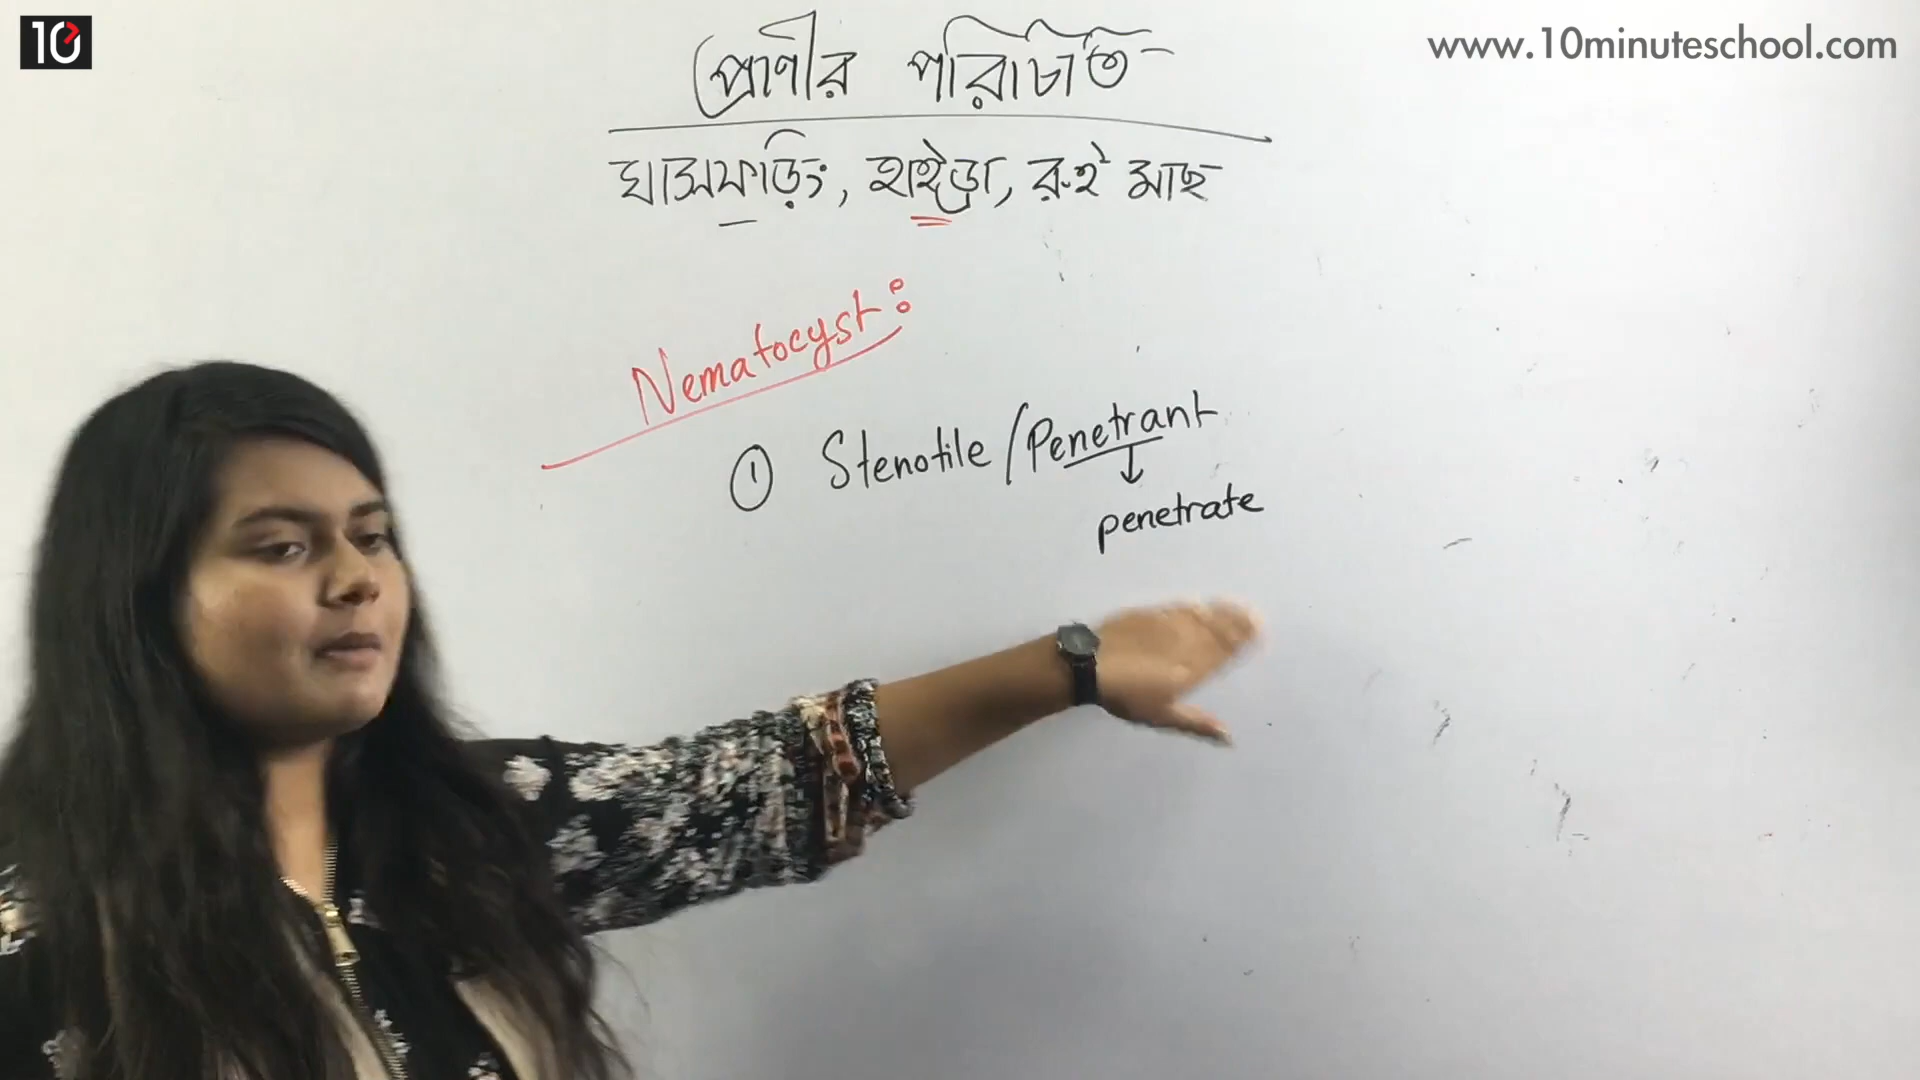 10
www.10minuteschool.com
প্রাণীর পরিচিতি
ঘাসফড়িং, হাইড্রা, রুই মাছ
Nematocyst:
① Stenotile / Penetrant
↓
penetrate